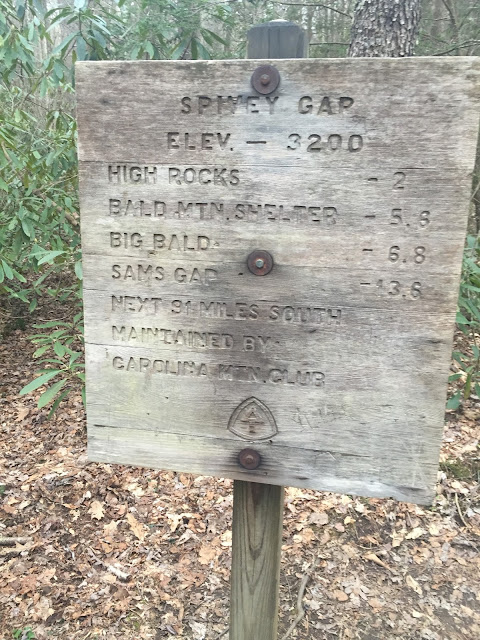 SPIVEY GAP
ELEV. — 3200
HIGH ROCKS - 2
BALD MTN. SHELTER - 5.6
BIG BALD - 6.8
SAMS GAP - 13.6
NEXT 91 MILES SOUTH
MAINTAINED BY
CAROLINA MTN. CLUB